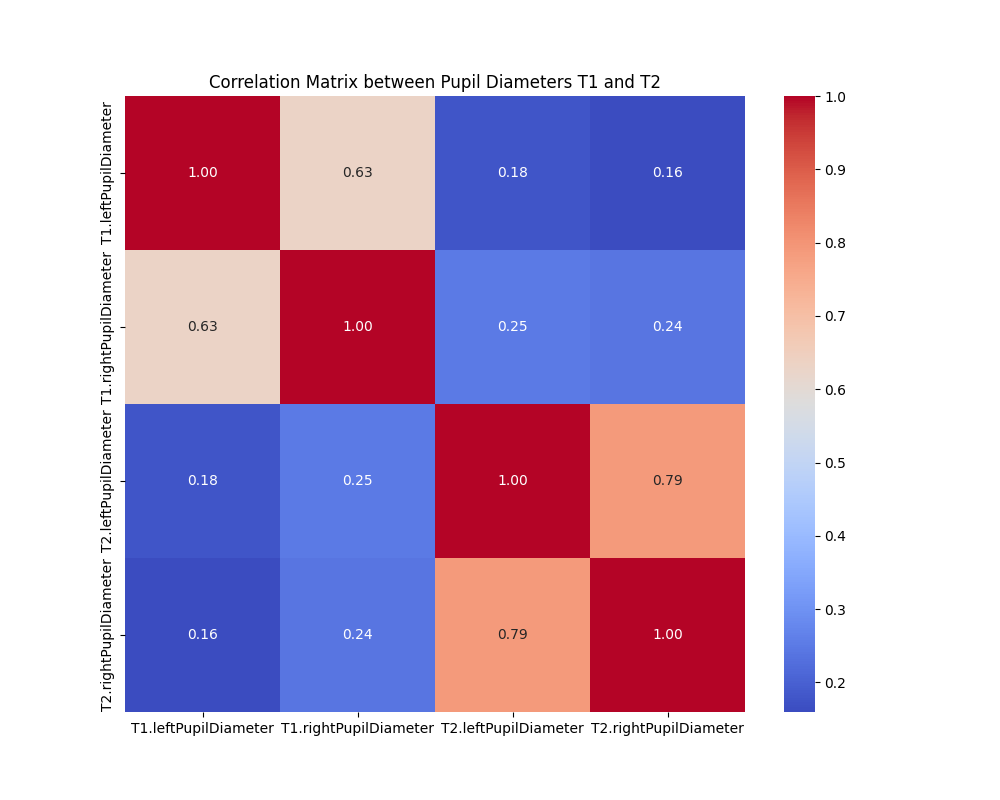 Correlation Matrix between Pupil Diameters T1 and T2
T1.leftPupilDiameter
1.00 0.63 0.18 0.16
T1.rightPupilDiameter
0.63 1.00 0.25 0.24
T2.leftPupilDiameter
0.18 0.25 1.00 0.79
T2.rightPupilDiameter
0.16 0.24 0.79 1.00
T1.leftPupilDiameter T1.rightPupilDiameter T2.leftPupilDiameter T2.rightPupilDiameter
1.0
0.9
0.8
0.7
0.6
0.5
0.4
0.3
0.2